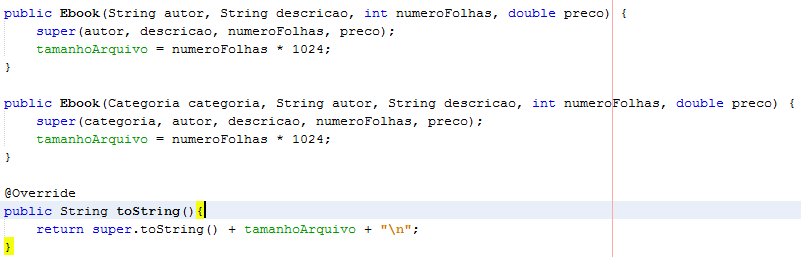 public Ebook(String autor, String descricao, int numeroFolhas, double preco) {
    super(autor, descricao, numeroFolhas, preco);
    tamanhoArquivo = numeroFolhas * 1024;
}
public Ebook(Categoria categoria, String autor, String descricao, int numeroFolhas, double preco) {
    super(categoria, autor, descricao, numeroFolhas, preco);
    tamanhoArquivo = numeroFolhas * 1024;
}
@Override
public String toString(){
    return super.toString() + tamanhoArquivo + "\n";
}